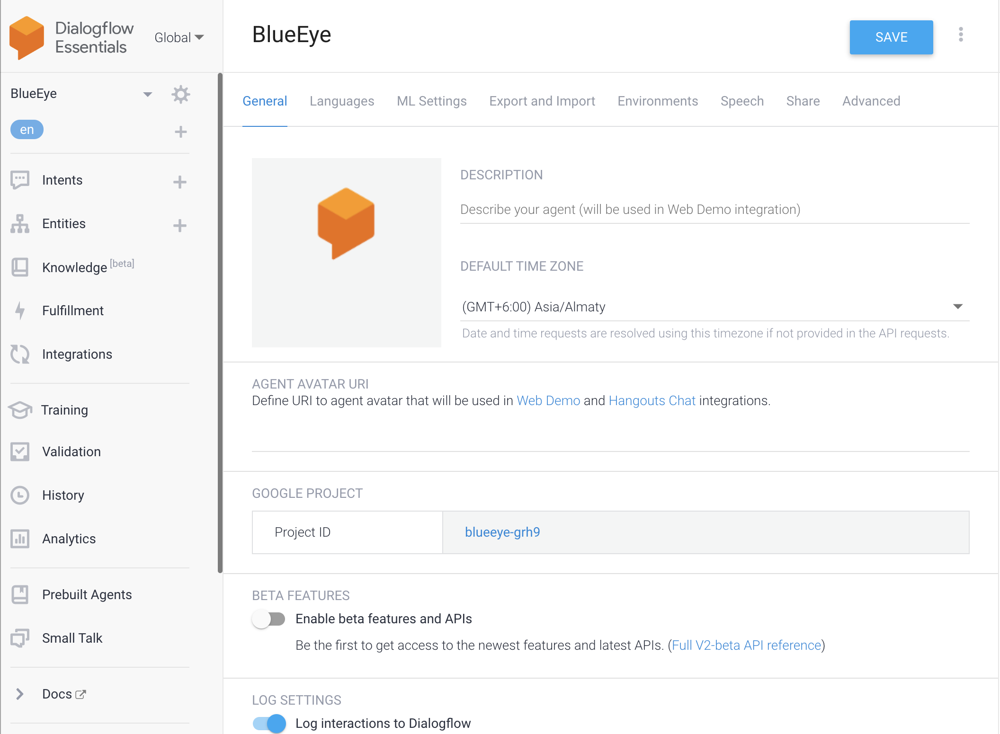 Dialogflow
Essentials
Global
BlueEye
SAVE
BlueEye
en
Intents
Entities
Knowledge [beta]
Fulfillment
Integrations
Training
Validation
History
Analytics
Prebuilt Agents
Small Talk
Docs
General Languages ML Settings Export and Import Environments Speech Share Advanced
DESCRIPTION
Describe your agent (will be used in Web Demo integration)
DEFAULT TIME ZONE
(GMT+6:00) Asia/Almaty
Date and time requests are resolved using this timezone if not provided in the API requests.
AGENT AVATAR URI
Define URI to agent avatar that will be used in Web Demo and Hangouts Chat integrations.
GOOGLE PROJECT
Project ID blueeye-grh9
BETA FEATURES
Enable beta features and APIs
Be the first to get access to the newest features and latest APIs. (Full V2-beta API reference)
LOG SETTINGS
Log interactions to Dialogflow